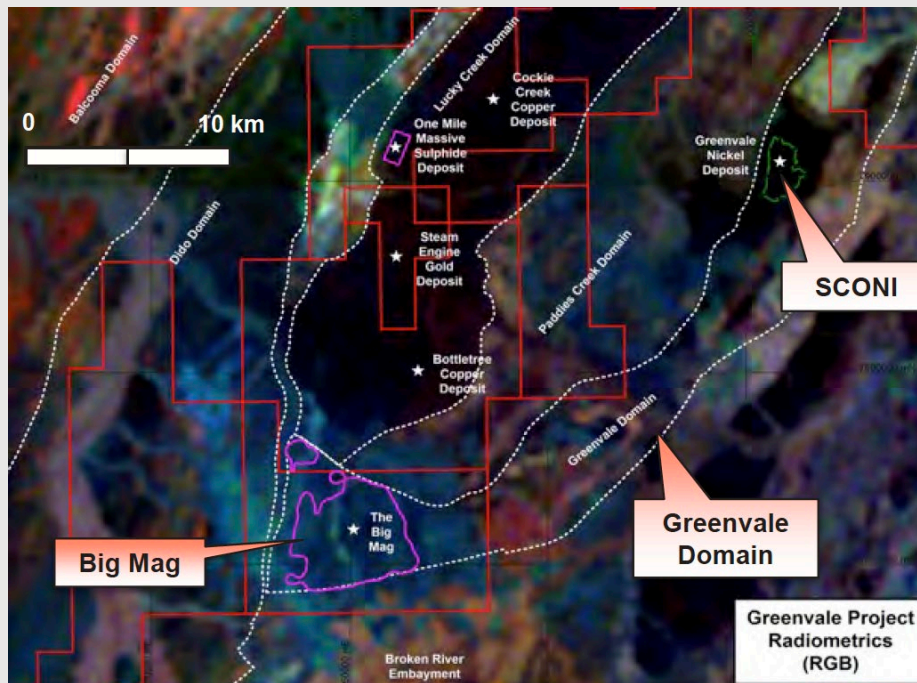 Balcooma Domain
Lucky Creek Domain
Cockie
Creek
Copper
Deposit
0
10 km
One Mile
Massive
Sulphide
Deposit
Greenvale
Nickel
Deposit
Dido Domain
Steam
Engine
Gold
Deposit
Paddies Creek Domain
SCONI
Bottletree
Copper
Deposit
Greenvale Domain
The
Big
Mag
Big Mag
Greenvale
Domain
Greenvale Project
Radiometrics
(RGB)
Broken River
Embayment